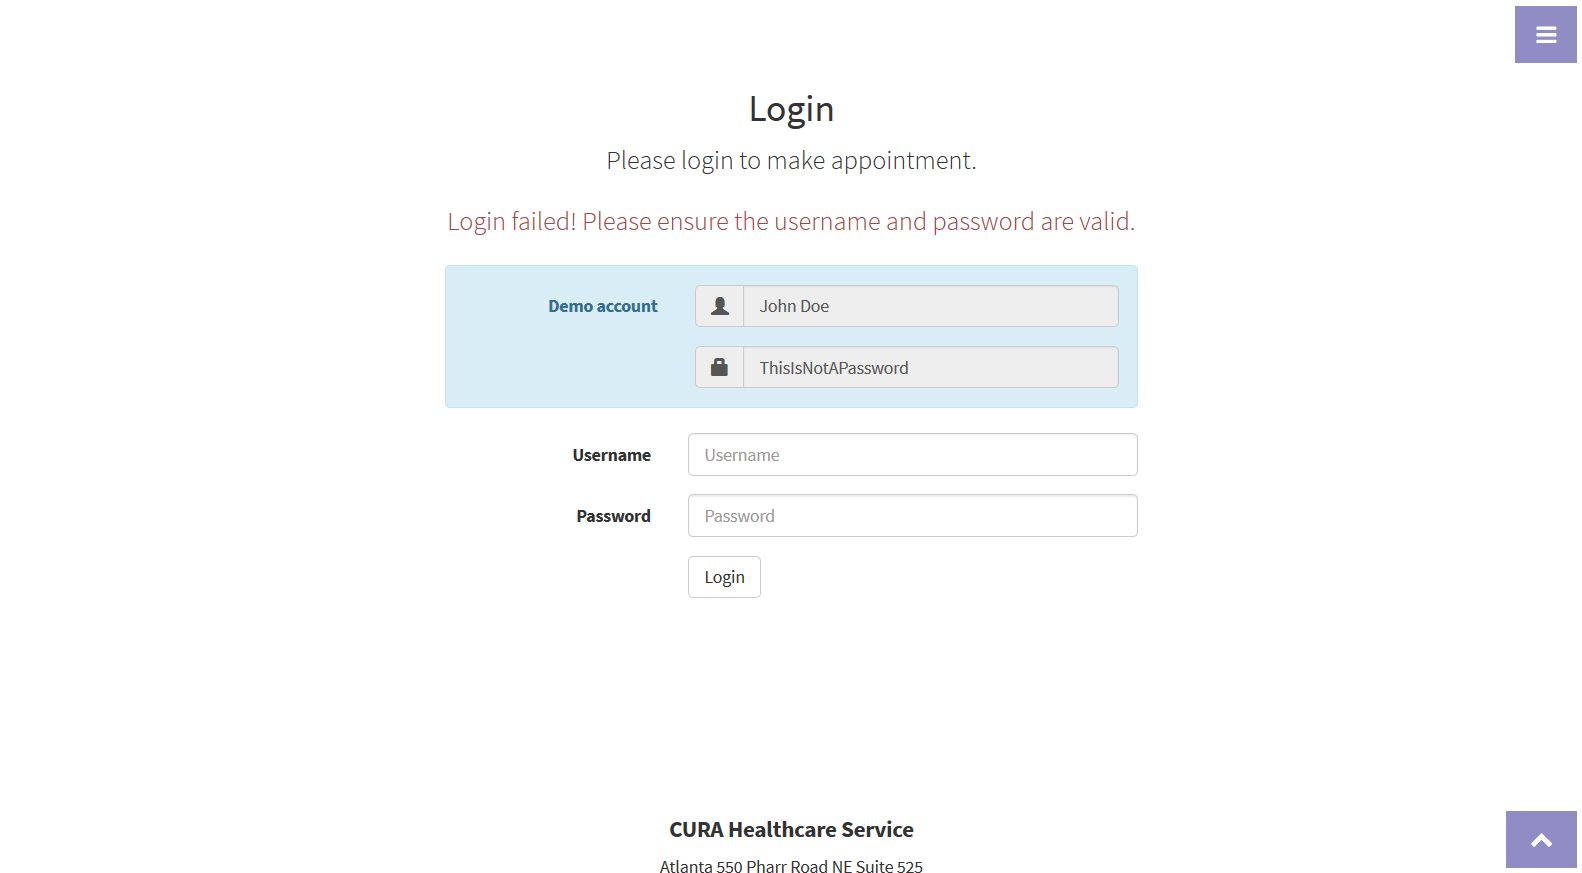 Login
Please login to make appointment.
Login failed! Please ensure the username and password are valid.
Demo account
John Doe
ThisIsNotAPassword
Username
Username
Password
Password
Login
CURA Healthcare Service
Atlanta 550 Pharr Road NE Suite 525